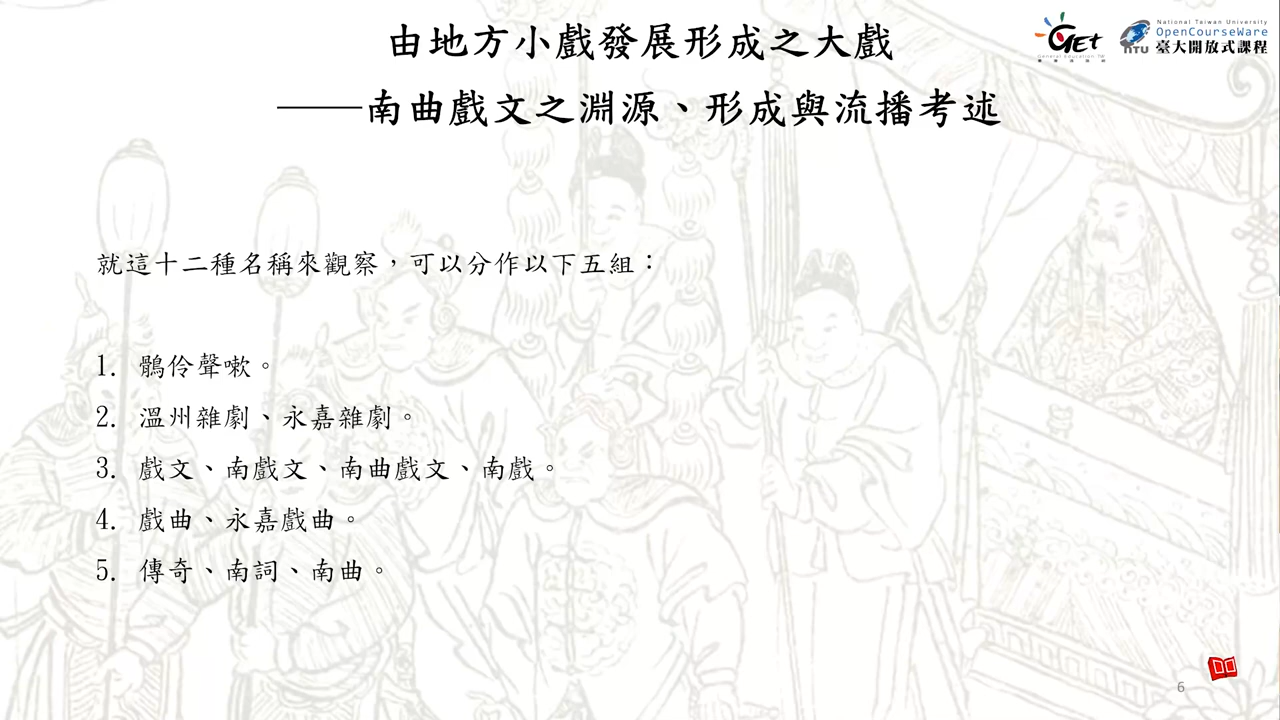 由地方小戲發展形成之大戲
——南曲戲文之淵源、形成與流播考述
GET
General Education TW
National Taiwan University
OpenCourseWare
NTU
臺大開放式課程
就這十二種名稱來觀察，可以分作以下五組：
1. 鶻伶聲嗽。
2. 溫州雜劇、永嘉雜劇。
3. 戲文、南戲文、南曲戲文、南戲。
4. 戲曲、永嘉戲曲。
5. 傳奇、南詞、南曲。
6